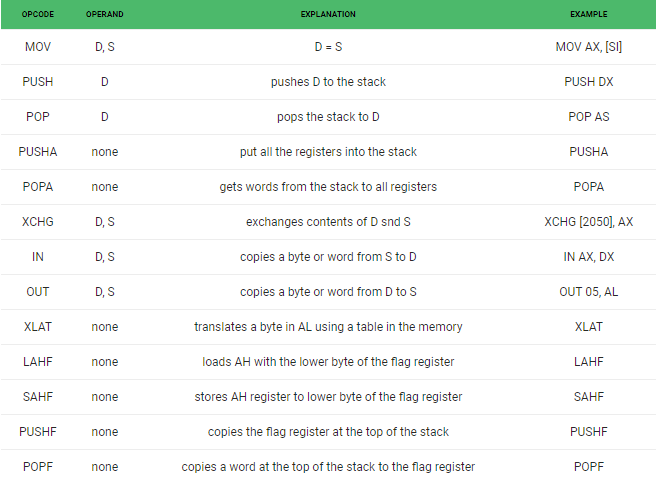 OPCODE OPERAND EXPLANATION EXAMPLE
MOV D, S D = S MOV AX, [SI]
PUSH D pushes D to the stack PUSH DX
POP D pops the stack to D POP AS
PUSHA none put all the registers into the stack PUSHA
POPA none gets words from the stack to all registers POPA
XCHG D, S exchanges contents of D snd S XCHG [2050], AX
IN D, S copies a byte or word from S to D IN AX, DX
OUT D, S copies a byte or word from D to S OUT 05, AL
XLAT none translates a byte in AL using a table in the memory XLAT
LAHF none loads AH with the lower byte of the flag register LAHF
SAHF none stores AH register to lower byte of the flag register SAHF
PUSHF none copies the flag register at the top of the stack PUSHF
POPF none copies a word at the top of the stack to the flag register POPF